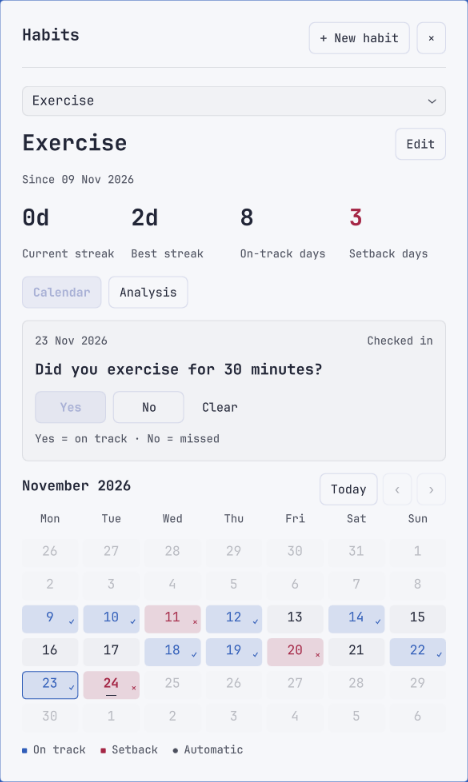 Habits + New habit ×
Exercise
Exercise Edit
Since 09 Nov 2026
0d 2d 8 3
Current streak Best streak On-track days Setback days
Calendar Analysis
23 Nov 2026 Checked in
Did you exercise for 30 minutes?
Yes No Clear
Yes = on track · No = missed
November 2026 Today ‹ ›
Mon Tue Wed Thu Fri Sat Sun
26 27 28 29 30 31 1
2 3 4 5 6 7 8
9 ✓ 10 ✓ 11 × 12 ✓ 13 14 ✓ 15
16 17 18 ✓ 19 ✓ 20 × 21 22 ✓
23 ✓ 24 × 25 26 27 28 29
30 1 2 3 4 5 6
On track Setback Automatic